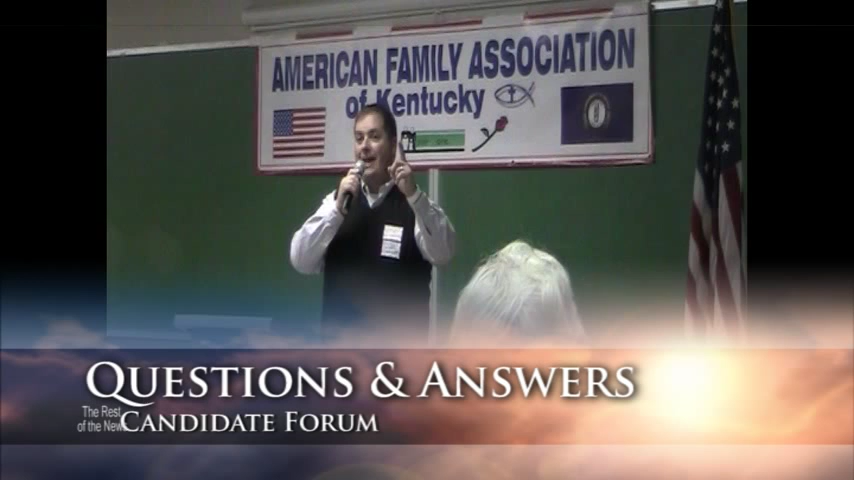 AMERICAN FAMILY ASSOCIATION
of Kentucky
QUESTIONS & ANSWERS
The Rest
of the News
CANDIDATE FORUM